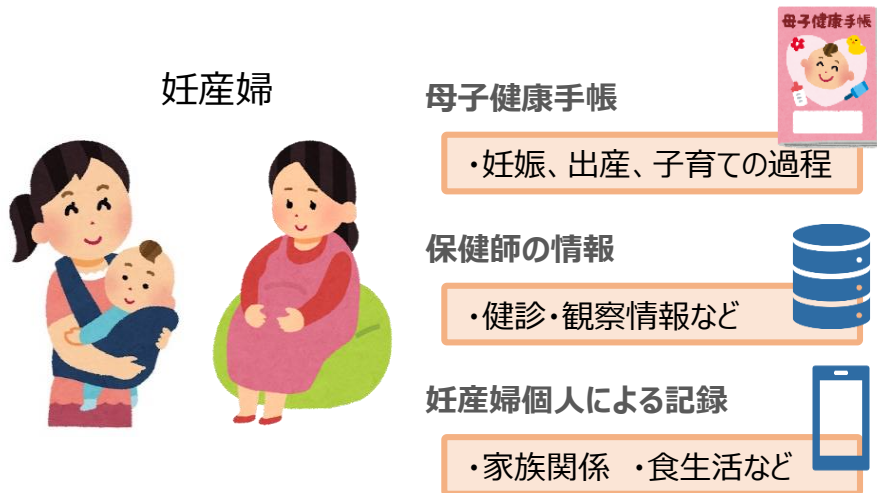 母子健康手帳
妊産婦
母子健康手帳
・妊娠、出産、子育ての過程
保健師の情報
・健診・観察情報など
妊産婦個人による記録
・家族関係　・食生活など